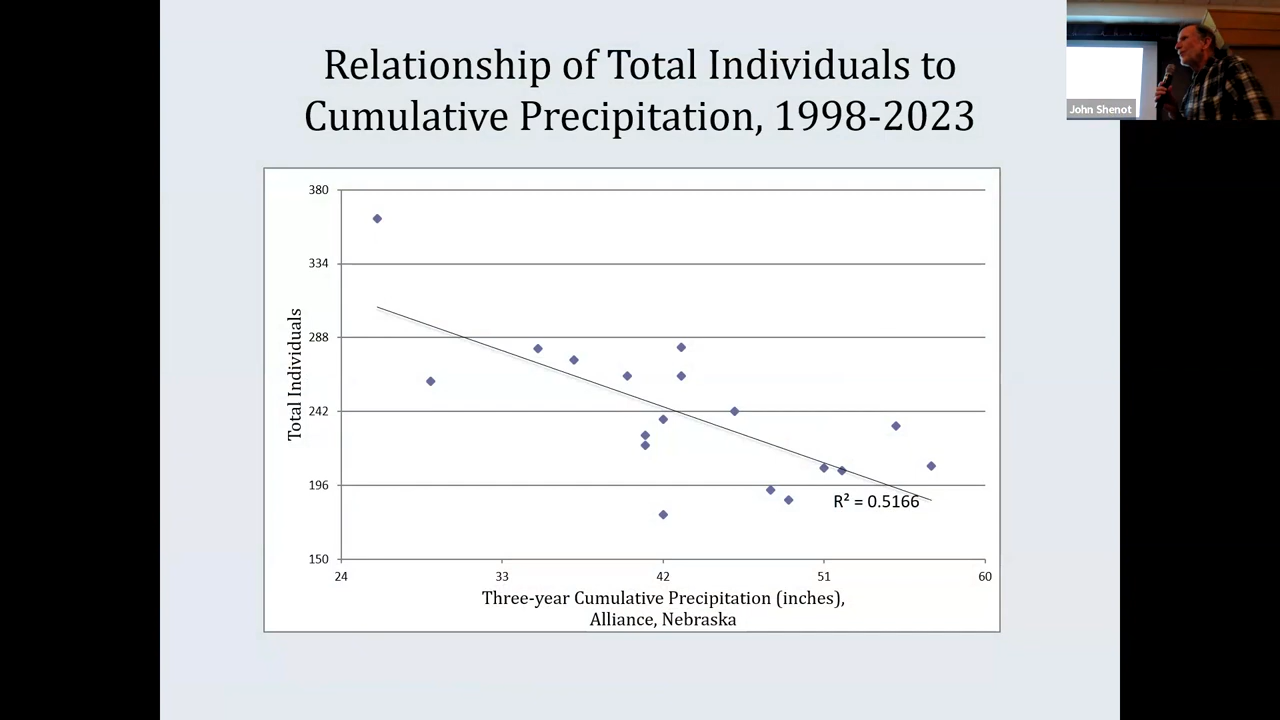 Relationship of Total Individuals to
Cumulative Precipitation, 1998-2023
John Shenot
380
334
288
242
196
150
Total Individuals
R² = 0.5166
24 33 42 51 60
Three-year Cumulative Precipitation (inches),
Alliance, Nebraska